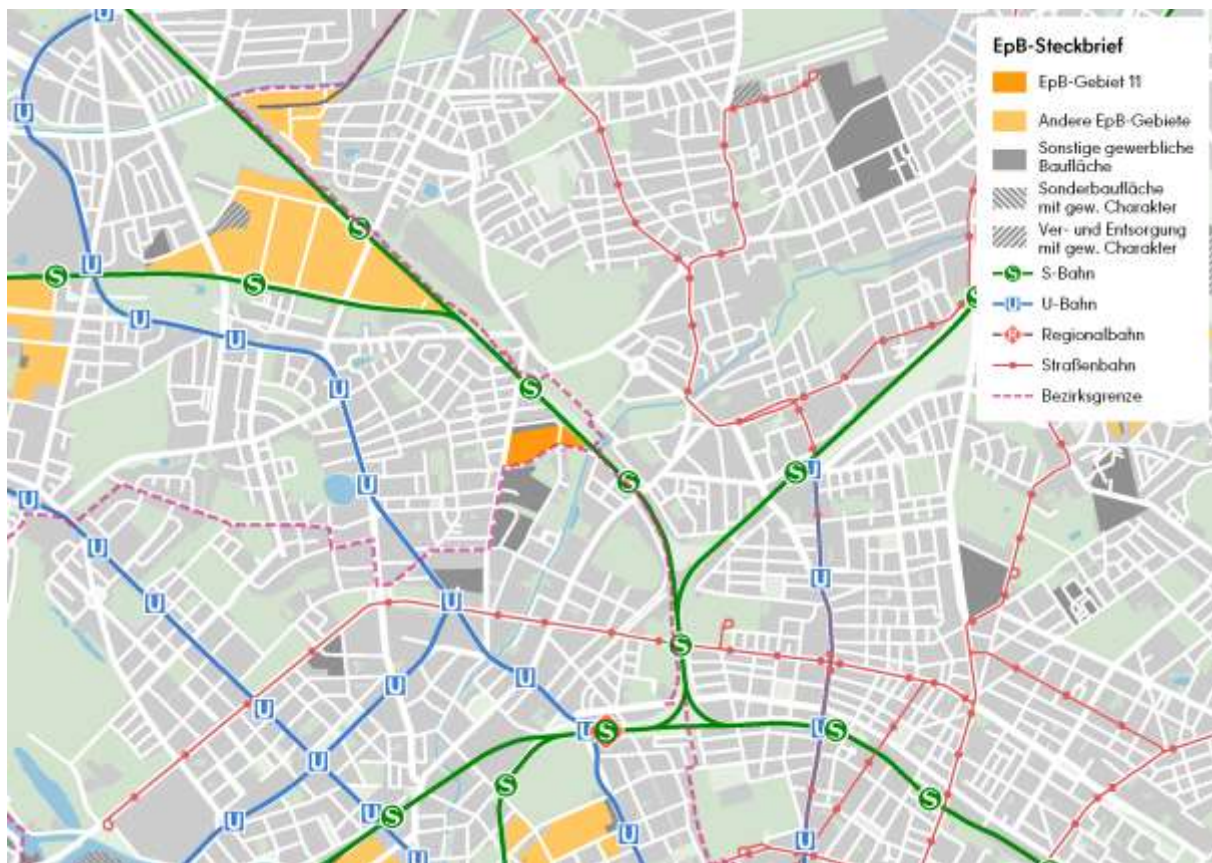 EpB-Steckbrief
EpB-Gebiet 11
Andere EpB-Gebiete
Sonstige gewerbliche
Baufläche
Sonderbaufläche
mit gew. Charakter
Ver- und Entsorgung
mit gew. Charakter
S S-Bahn
U U-Bahn
R Regionalbahn
Straßenbahn
Bezirksgrenze